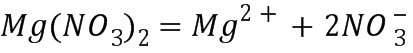 Mg(NO₃)₂ = Mg²⁺ + 2NO₃⁻